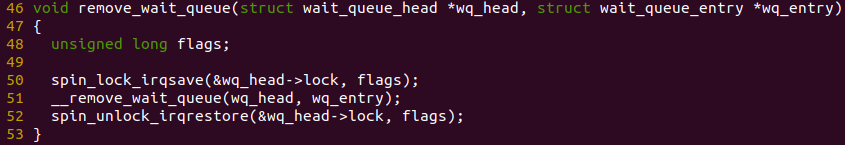 46 void remove_wait_queue(struct wait_queue_head *wq_head, struct wait_queue_entry *wq_entry)
47 {
48   unsigned long flags;
49
50   spin_lock_irqsave(&wq_head->lock, flags);
51   __remove_wait_queue(wq_head, wq_entry);
52   spin_unlock_irqrestore(&wq_head->lock, flags);
53 }